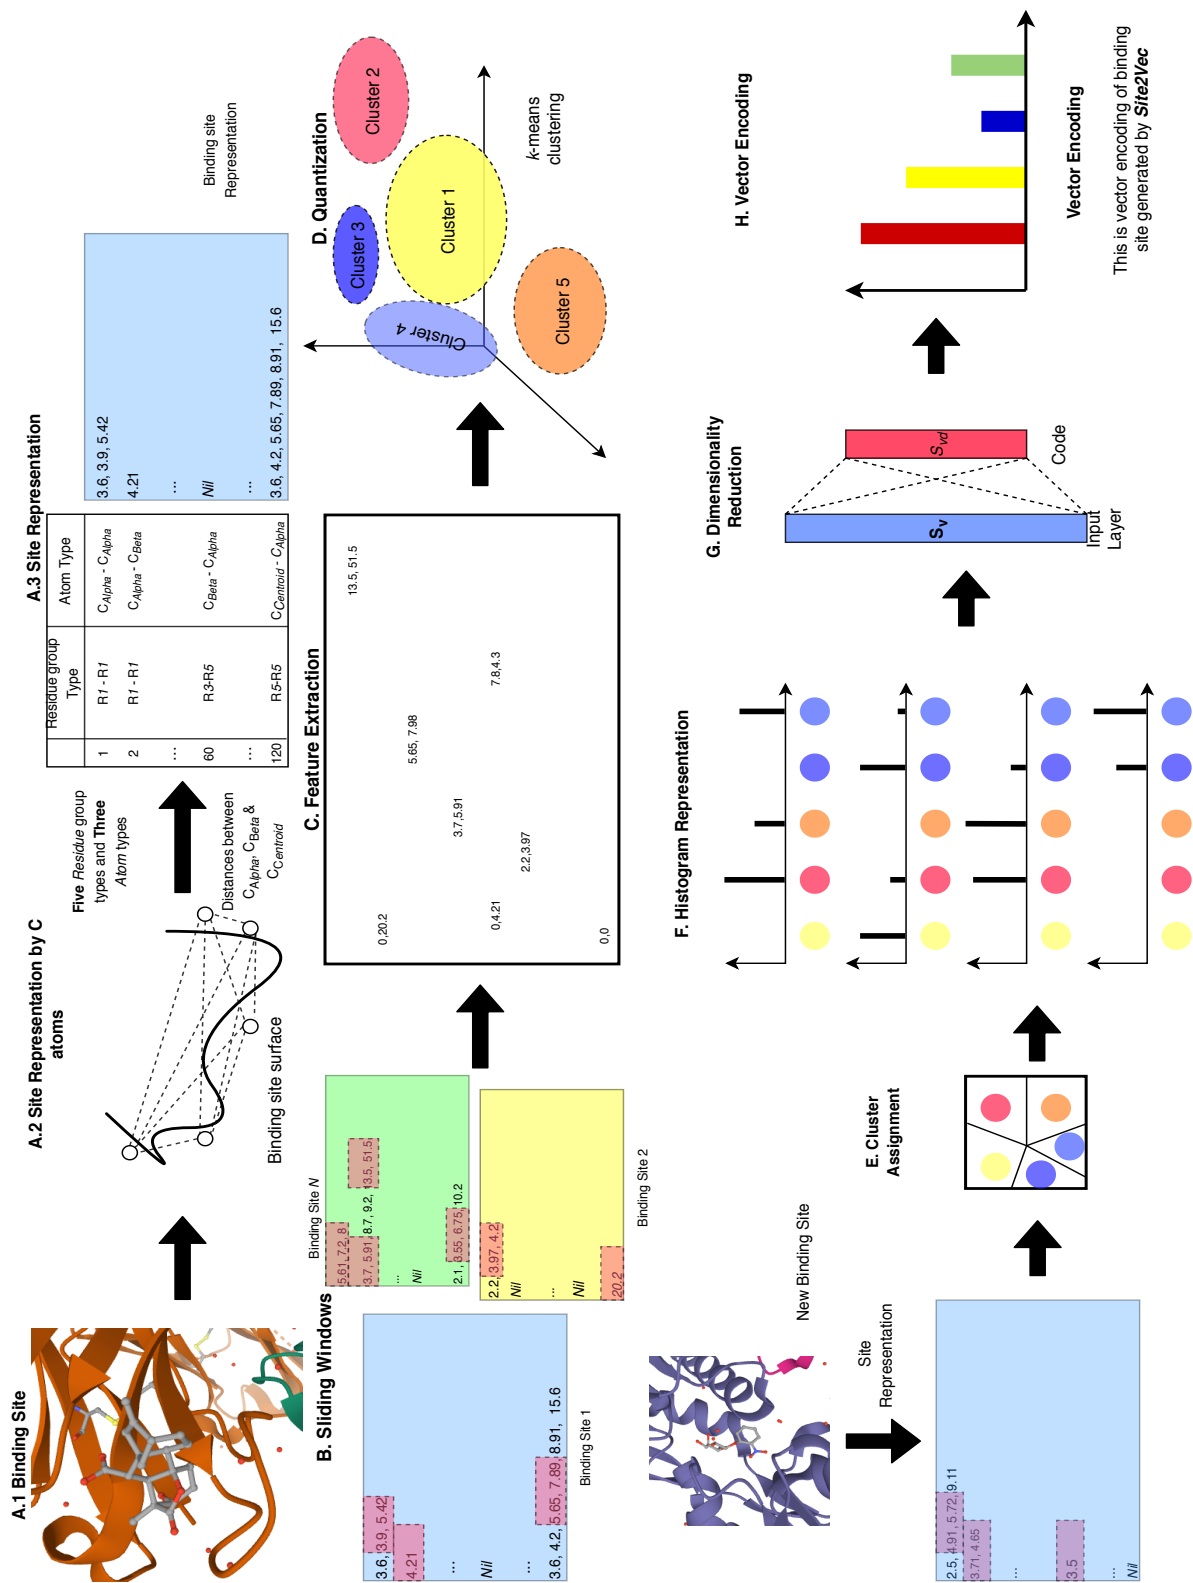 A.1 Binding Site
A.2 Site Representation by C
atoms
Binding site surface
Five Residue group
types and Three
Atom types
Distances between
CAlpha, CBeta &
CCentroid
A.3 Site Representation
Residue group
Type
Atom Type
1
R1 - R1
CAlpha - CAlpha
3.6, 3.9, 5.42
2
R1 - R1
CAlpha - CBeta
4.21
...
...
60
R3-R5
CBeta - CAlpha
Nil
...
...
120
R5-R5
CCentroid - CAlpha
3.6, 4.2, 5.65, 7.89, 8.91, 15.6
Binding site
Representation
B. Sliding Windows
3.6, 3.9, 5.42
4.21
...
Nil
...
3.6, 4.2, 5.65, 7.89, 8.91, 15.6
Binding Site 1
Binding Site N
5.61, 7.2, 8
3.7, 5.91, 8.7, 9.2, 13.5, 51.5
...
Nil
2.1, 3.55, 6.75, 10.2
2.2, 3.97, 4.2
Nil
...
Nil
20.2
Binding Site 2
C. Feature Extraction
13.5, 51.5
0,20.2
5.65, 7.98
3.7,5.91
7.8,4.3
0,4.21
2.2,3.97
0,0
D. Quantization
Cluster 2
Cluster 3
Cluster 1
Cluster 4
Cluster 5
k-means
clustering
New Binding Site
Site
Representation
2.5, 4.91, 5.72, 9.11
3.71, 4.65
...
3.5
...
Nil
E. Cluster
Assignment
F. Histogram Representation
G. Dimensionality
Reduction
Sv
Svd
Input
Layer
Code
H. Vector Encoding
Vector Encoding
This is vector encoding of binding
site generated by Site2Vec